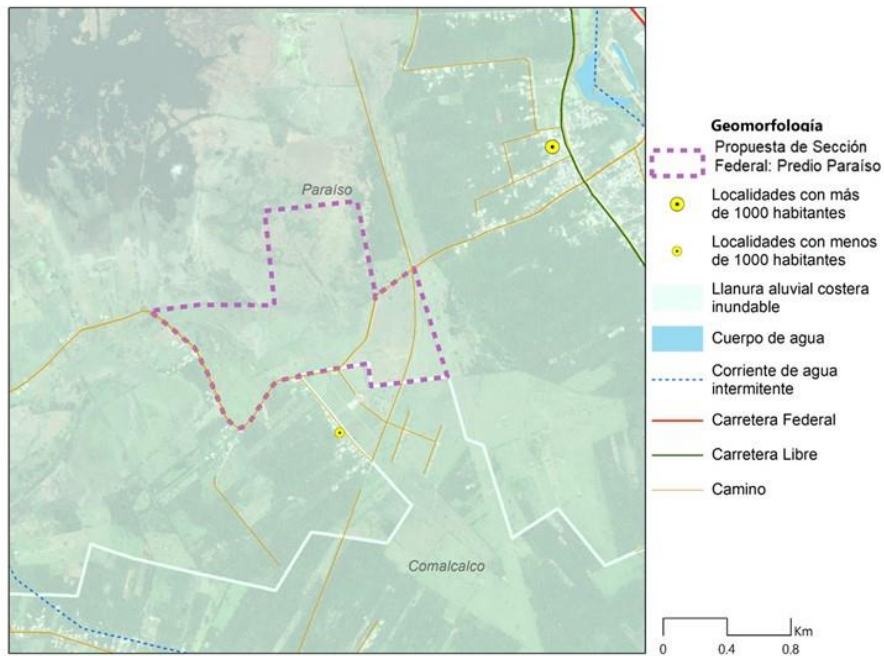 Paraíso
Comalcalco
Geomorfología
Propuesta de Sección
Federal: Predio Paraíso
Localidades con más
de 1000 habitantes
Localidades con menos
de 1000 habitantes
Llanura aluvial costera
inundable
Cuerpo de agua
Corriente de agua
intermitente
Carretera Federal
Carretera Libre
Camino
Km
0 0.4 0.8